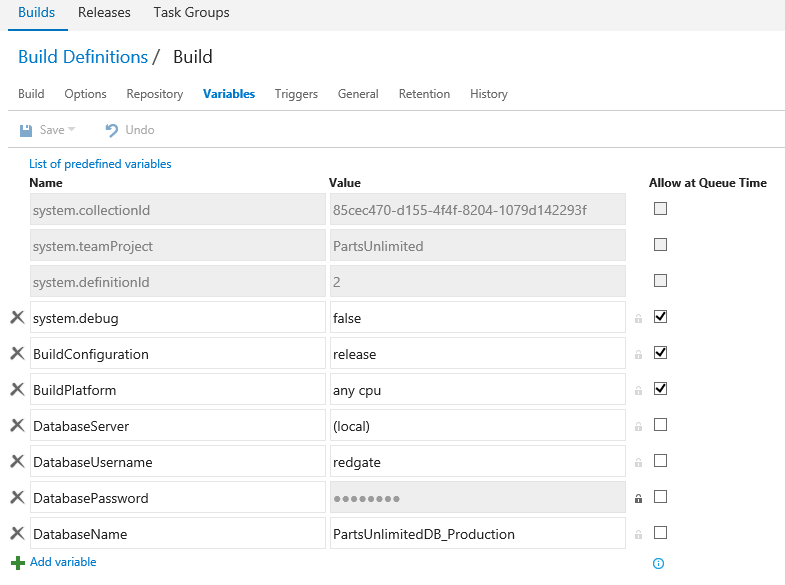 Builds Releases Task Groups
Build Definitions / Build
Build Options Repository Variables Triggers General Retention History
Save Undo
List of predefined variables
Name Value Allow at Queue Time
system.collectionId 85cec470-d155-4f4f-8204-1079d142293f
system.teamProject PartsUnlimited
system.definitionId 2
system.debug false
BuildConfiguration release
BuildPlatform any cpu
DatabaseServer (local)
DatabaseUsername redgate
DatabasePassword ●●●●●●●●
DatabaseName PartsUnlimitedDB_Production
Add variable